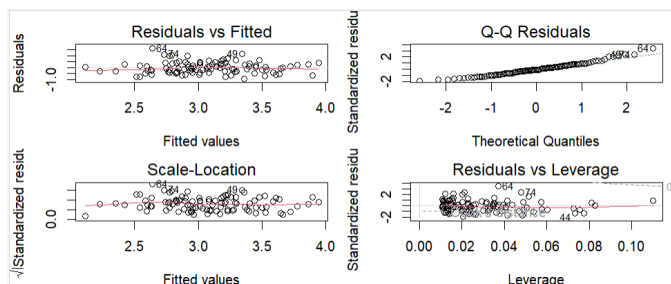 Residuals vs Fitted
Residuals
-1.0
64
74
49
2.5 3.0 3.5 4.0
Fitted values
Q-Q Residuals
Standardized residu
-2 2
64
-2 -1 0 1 2
Theoretical Quantiles
Scale-Location
√|Standardized residu
0.0
64
74
49
2.5 3.0 3.5 4.0
Fitted values
Residuals vs Leverage
Standardized residu
-2 2
64
74
44
0.00 0.02 0.04 0.06 0.08 0.10
Leverage